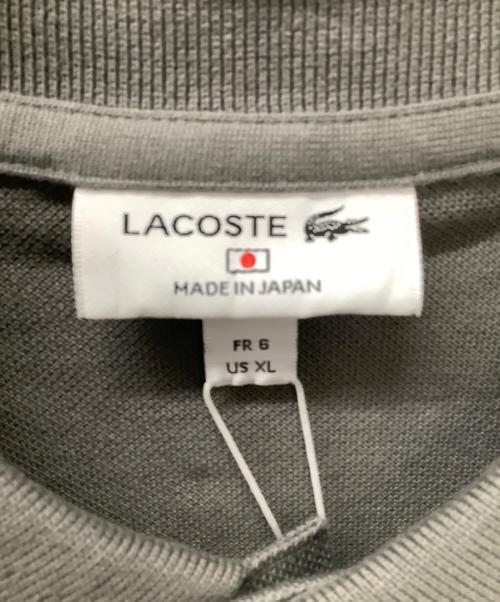 LACOSTE
MADE IN JAPAN
FR 6
US XL